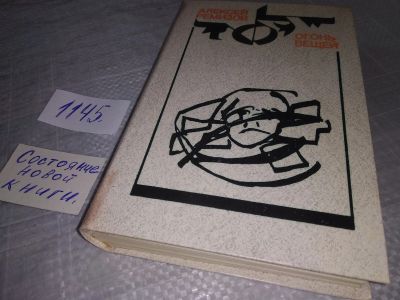 АЛЕКСЕЙ
РЕМИЗОВ
ОГОНЬ
ВЕЩЕЙ
1145.
Состояние
новой
книги.